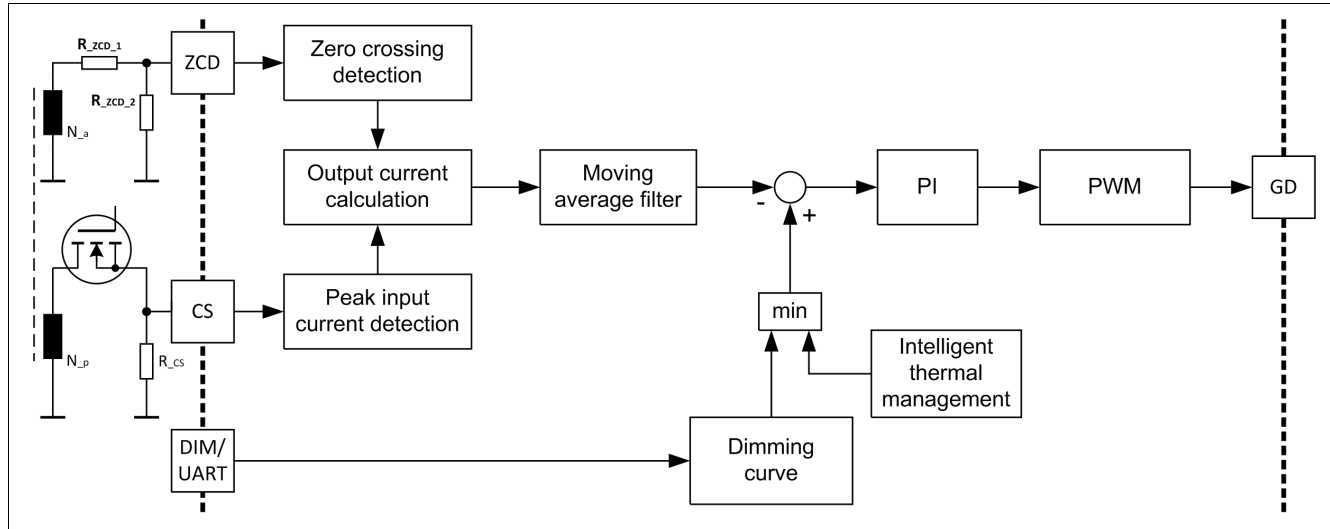 R_ZCD_1
ZCD
Zero crossing
detection
R_ZCD_2
N_a
Output current
calculation
Moving
average filter
-
+
PI
PWM
GD
CS
Peak input
current detection
min
N_p
R_CS
Intelligent
thermal
management
DIM/
UART
Dimming
curve